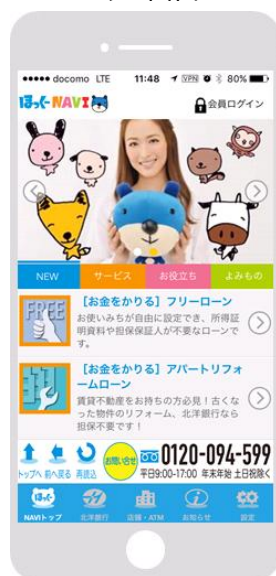 ●●●●● docomo LTE 11:48 VPN 80%
ほっくー NAVI 会員ログイン
NEW サービス お役立ち よみもの
FREE
【お金をかりる】フリーローン
お使いみちが自由に設定でき、所得証
明資料や担保保証人が不要なローンで
す。
【お金をかりる】アパートリフォ
ームローン
賃貸不動産をお持ちの方必見！古くな
った物件のリフォーム、北洋銀行なら
担保不要です！
トップへ 前へ戻る 再読込 お問い合せ 0120-094-599
平日9:00-17:00 年末年始 土日祝除く
ほっくー
NAVIトップ 北洋銀行 店舗・ATM お知らせ 設定